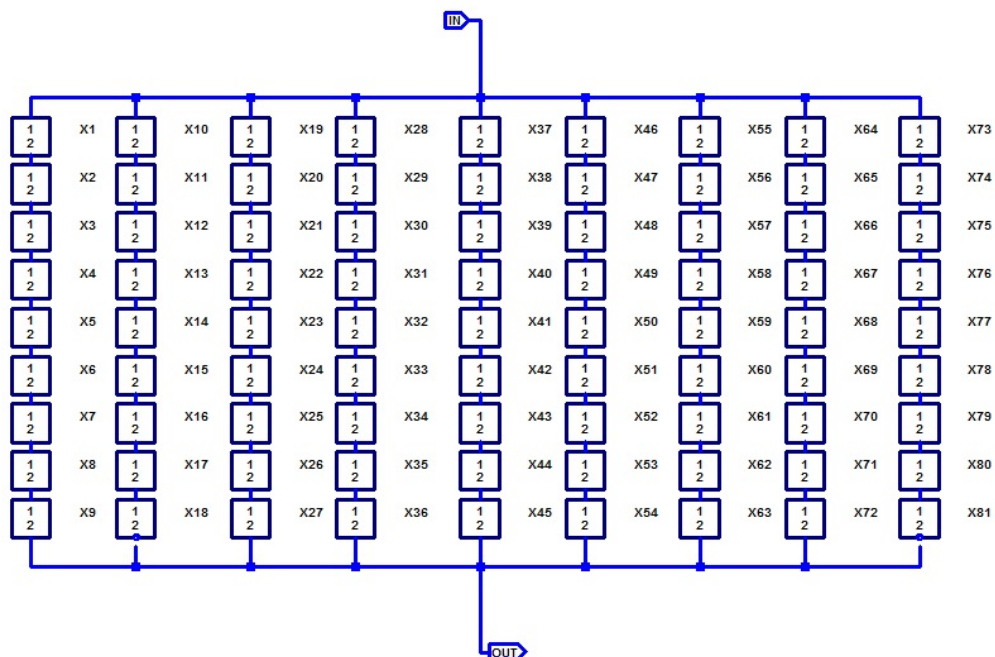 IN
1 X1 1 X10 1 X19 1 X28 1 X37 1 X46 1 X55 1 X64 1 X73
2 2 2 2 2 2 2 2 2
1 X2 1 X11 1 X20 1 X29 1 X38 1 X47 1 X56 1 X65 1 X74
2 2 2 2 2 2 2 2 2
1 X3 1 X12 1 X21 1 X30 1 X39 1 X48 1 X57 1 X66 1 X75
2 2 2 2 2 2 2 2 2
1 X4 1 X13 1 X22 1 X31 1 X40 1 X49 1 X58 1 X67 1 X76
2 2 2 2 2 2 2 2 2
1 X5 1 X14 1 X23 1 X32 1 X41 1 X50 1 X59 1 X68 1 X77
2 2 2 2 2 2 2 2 2
1 X6 1 X15 1 X24 1 X33 1 X42 1 X51 1 X60 1 X69 1 X78
2 2 2 2 2 2 2 2 2
1 X7 1 X16 1 X25 1 X34 1 X43 1 X52 1 X61 1 X70 1 X79
2 2 2 2 2 2 2 2 2
1 X8 1 X17 1 X26 1 X35 1 X44 1 X53 1 X62 1 X71 1 X80
2 2 2 2 2 2 2 2 2
1 X9 1 X18 1 X27 1 X36 1 X45 1 X54 1 X63 1 X72 1 X81
2 2 2 2 2 2 2 2 2
OUT